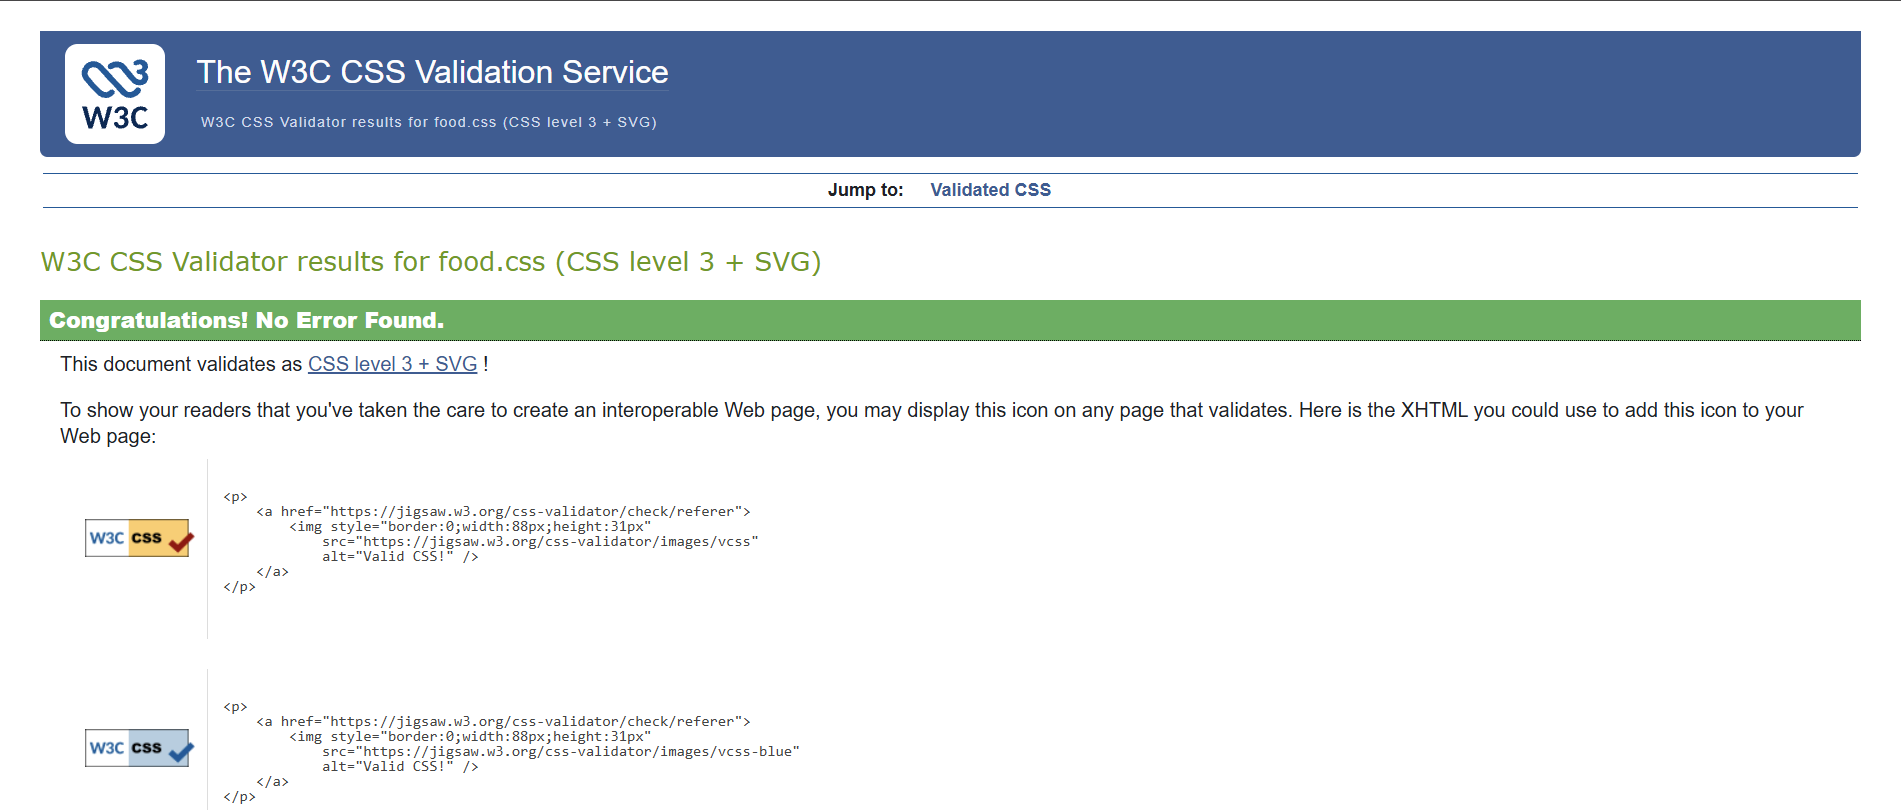 W3C
The W3C CSS Validation Service
W3C CSS Validator results for food.css (CSS level 3 + SVG)
Jump to: Validated CSS
W3C CSS Validator results for food.css (CSS level 3 + SVG)
Congratulations! No Error Found.
This document validates as CSS level 3 + SVG !
To show your readers that you've taken the care to create an interoperable Web page, you may display this icon on any page that validates. Here is the XHTML you could use to add this icon to your
Web page:
<p>
    <a href="https://jigsaw.w3.org/css-validator/check/referer">
        <img style="border:0;width:88px;height:31px"
            src="https://jigsaw.w3.org/css-validator/images/vcss"
            alt="Valid CSS!" />
    </a>
</p>
W3C CSS
<p>
    <a href="https://jigsaw.w3.org/css-validator/check/referer">
        <img style="border:0;width:88px;height:31px"
            src="https://jigsaw.w3.org/css-validator/images/vcss-blue"
            alt="Valid CSS!" />
    </a>
</p>
W3C CSS